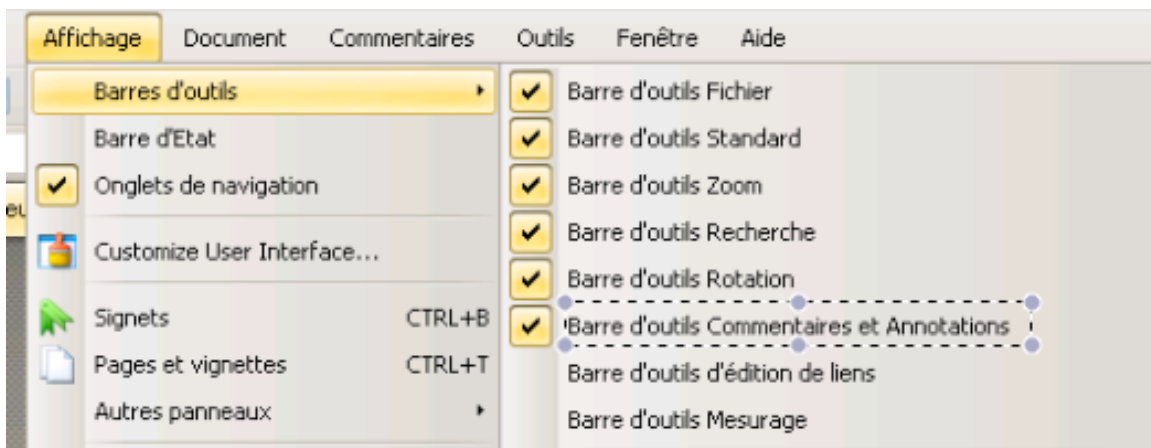 Affichage Document Commentaires Outils Fenêtre Aide
Barres d'outils
Barre d'Etat
Onglets de navigation
Customize User Interface...
Signets CTRL+B
Pages et vignettes CTRL+T
Autres panneaux
Barre d'outils Fichier
Barre d'outils Standard
Barre d'outils Zoom
Barre d'outils Recherche
Barre d'outils Rotation
Barre d'outils Commentaires et Annotations
Barre d'outils d'édition de liens
Barre d'outils Mesurage